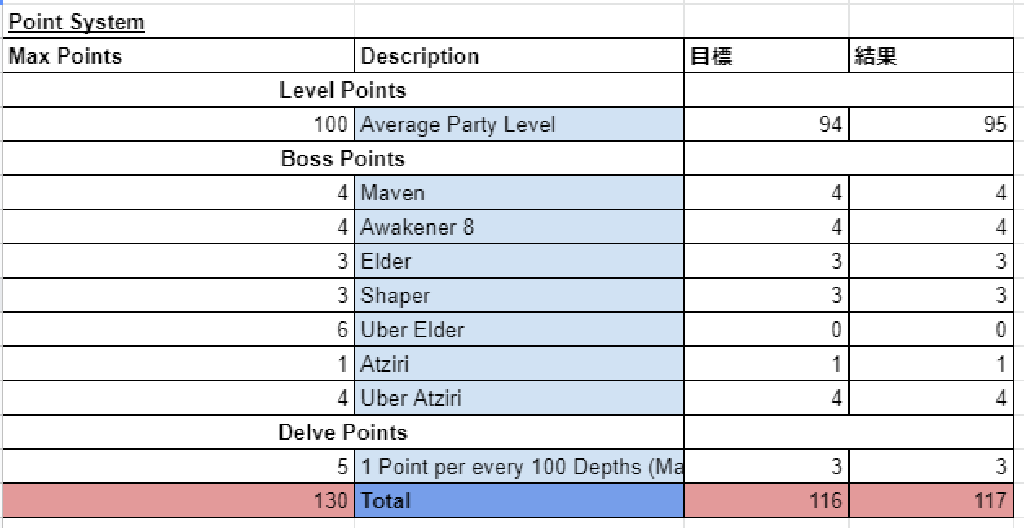 Point System
Max Points Description 目標 結果
Level Points
100 Average Party Level 94 95
Boss Points
4 Maven 4 4
4 Awakener 8 4 4
3 Elder 3 3
3 Shaper 3 3
6 Uber Elder 0 0
1 Atziri 1 1
4 Uber Atziri 4 4
Delve Points
5 1 Point per every 100 Depths (Ma 3 3
130 Total 116 117